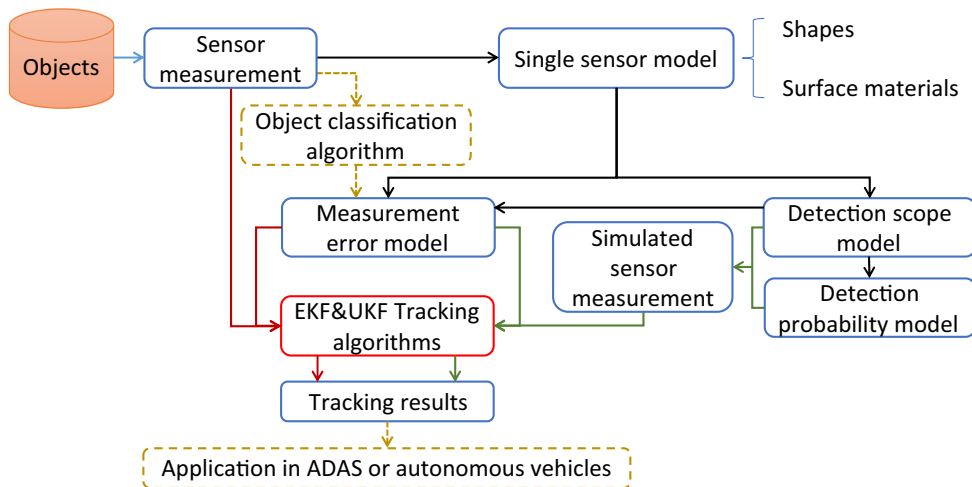 Objects
Sensor
measurement
Single sensor model
Shapes
Surface materials
Object classification
algorithm
Measurement
error model
Simulated
sensor
measurement
Detection scope
model
Detection
probability model
EKF&UKF Tracking
algorithms
Tracking results
Application in ADAS or autonomous vehicles